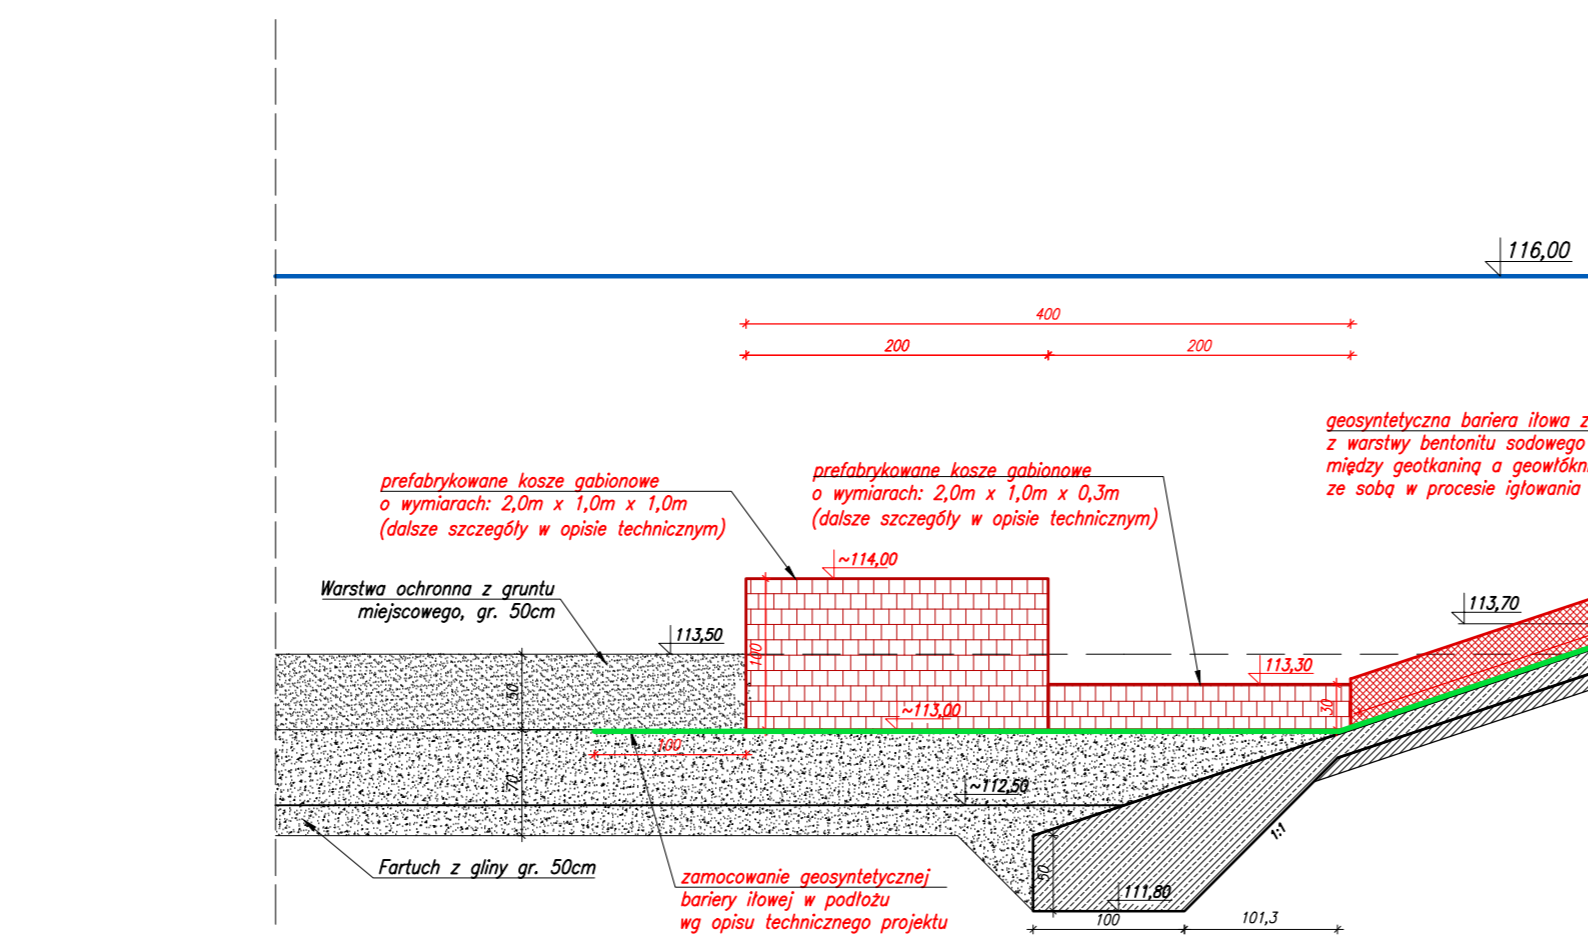 116,00
400
200
200
geosyntetyczna bariera iłowa z
z warstwy bentonitu sodowego
między geotkaniną a geowłókni
ze sobą w procesie igłowania
prefabrykowane kosze gabionowe
o wymiarach: 2,0m x 1,0m x 1,0m
(dalsze szczegóły w opisie technicznym)
prefabrykowane kosze gabionowe
o wymiarach: 2,0m x 1,0m x 0,3m
(dalsze szczegóły w opisie technicznym)
~114,00
Warstwa ochronna z gruntu
miejscowego, gr. 50cm
113,70
113,50
100
113,30
50
30
~113,00
100
70
~112,50
1:1
Fartuch z gliny gr. 50cm
50
zamocowanie geosyntetycznej
bariery iłowej w podłożu
wg opisu technicznego projektu
111,80
100
101,3